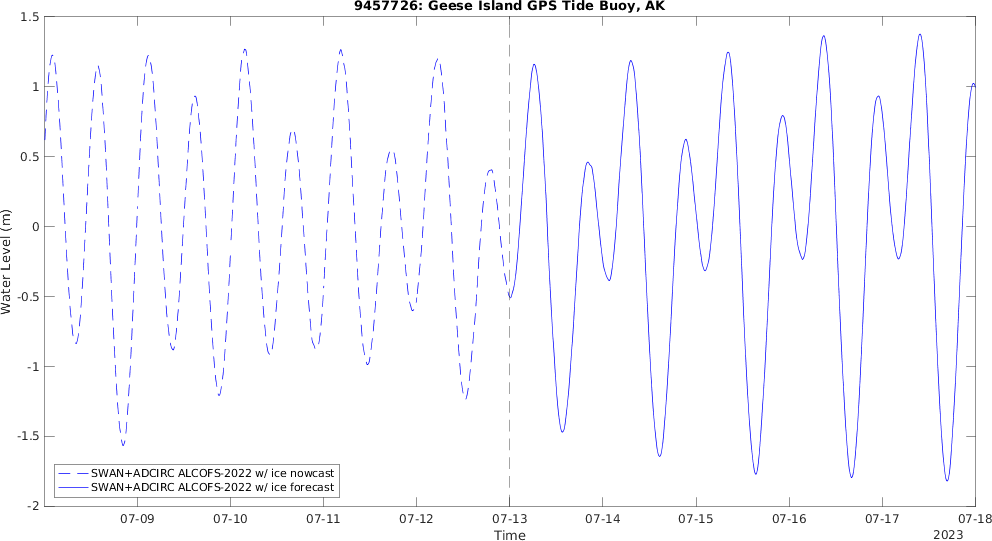 9457726: Geese Island GPS Tide Buoy, AK
1.5
1
0.5
0
-0.5
-1
-1.5
-2
Water Level (m)
SWAN+ADCIRC ALCOFS-2022 w/ ice nowcast
SWAN+ADCIRC ALCOFS-2022 w/ ice forecast
07-09 07-10 07-11 07-12 07-13 07-14 07-15 07-16 07-17 07-18
Time
2023